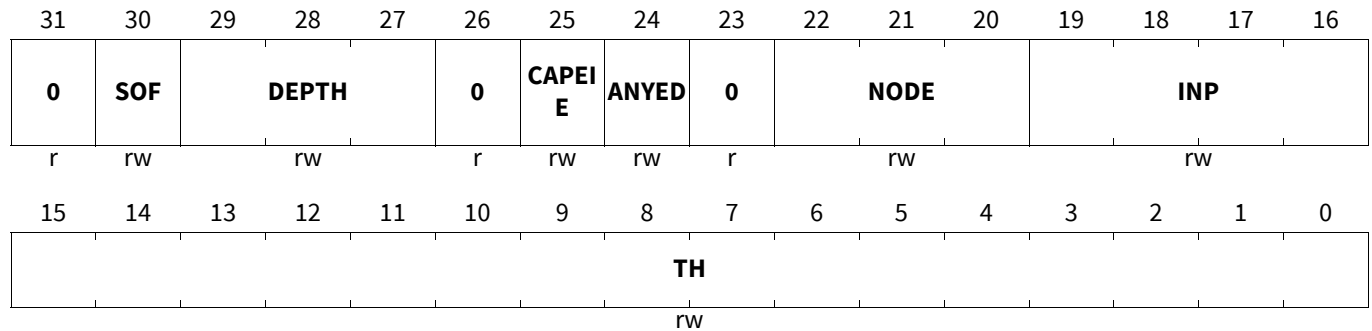 31 30 29 28 27 26 25 24 23 22 21 20 19 18 17 16
0 SOF DEPTH 0 CAPEI
E ANYED 0 NODE INP
r rw rw r rw rw r rw rw
15 14 13 12 11 10 9 8 7 6 5 4 3 2 1 0
TH
rw